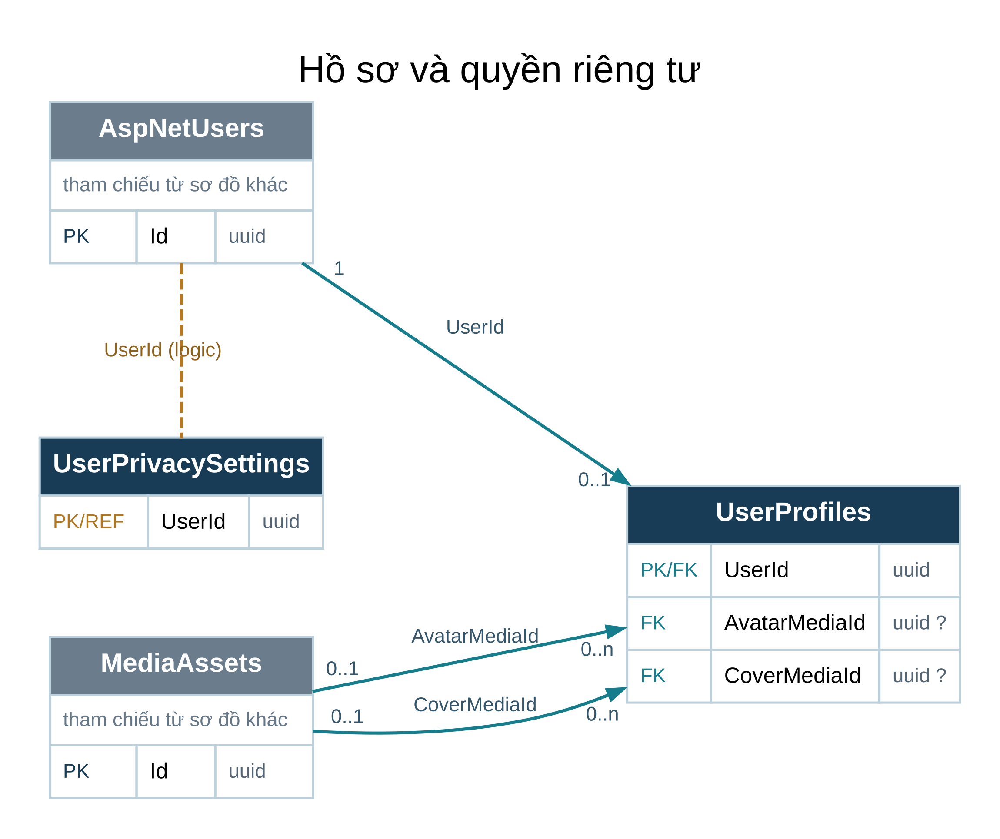 Hồ sơ và quyền riêng tư
AspNetUsers
tham chiếu từ sơ đồ khác
PK Id uuid
1
UserId
UserId (logic)
0..1
UserPrivacySettings
PK/REF UserId uuid
UserProfiles
PK/FK UserId uuid
FK AvatarMediaId uuid ?
FK CoverMediaId uuid ?
AvatarMediaId
0..1
0..n
CoverMediaId
0..1
0..n
MediaAssets
tham chiếu từ sơ đồ khác
PK Id uuid